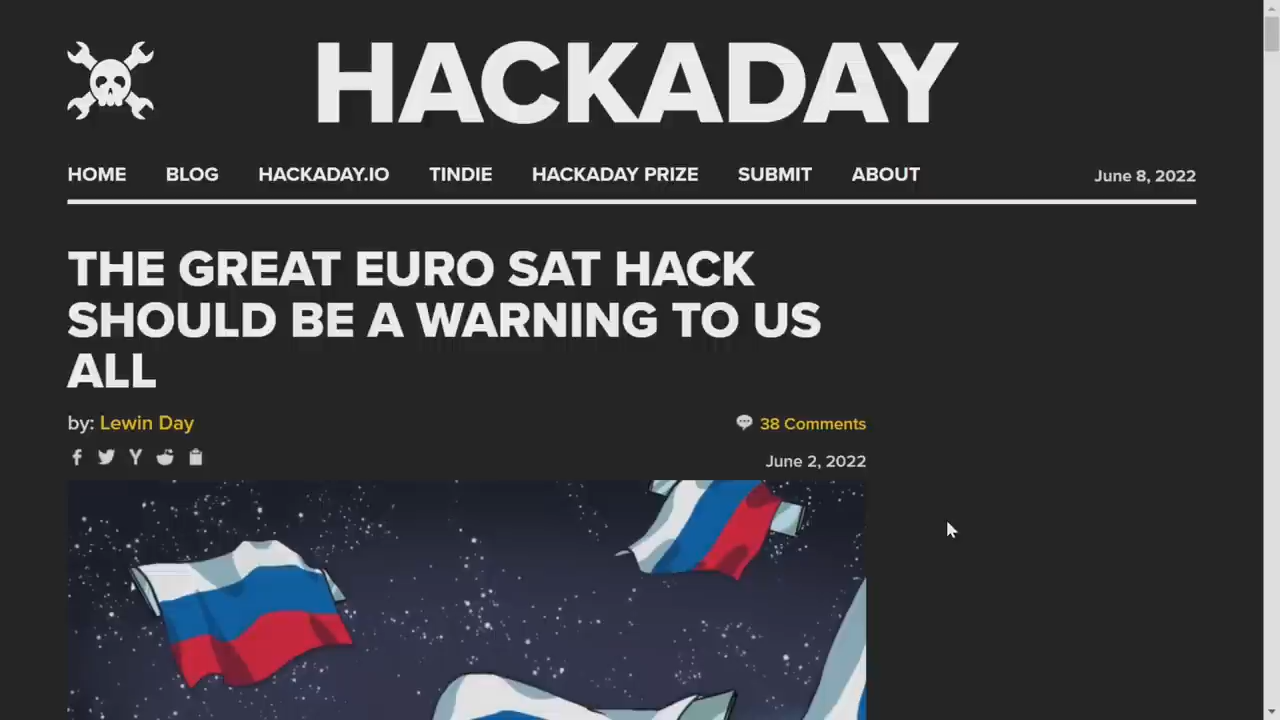 HACKADAY
HOME BLOG HACKADAY.IO TINDIE HACKADAY PRIZE SUBMIT ABOUT June 8, 2022
THE GREAT EURO SAT HACK
SHOULD BE A WARNING TO US
ALL
by: Lewin Day 38 Comments
June 2, 2022